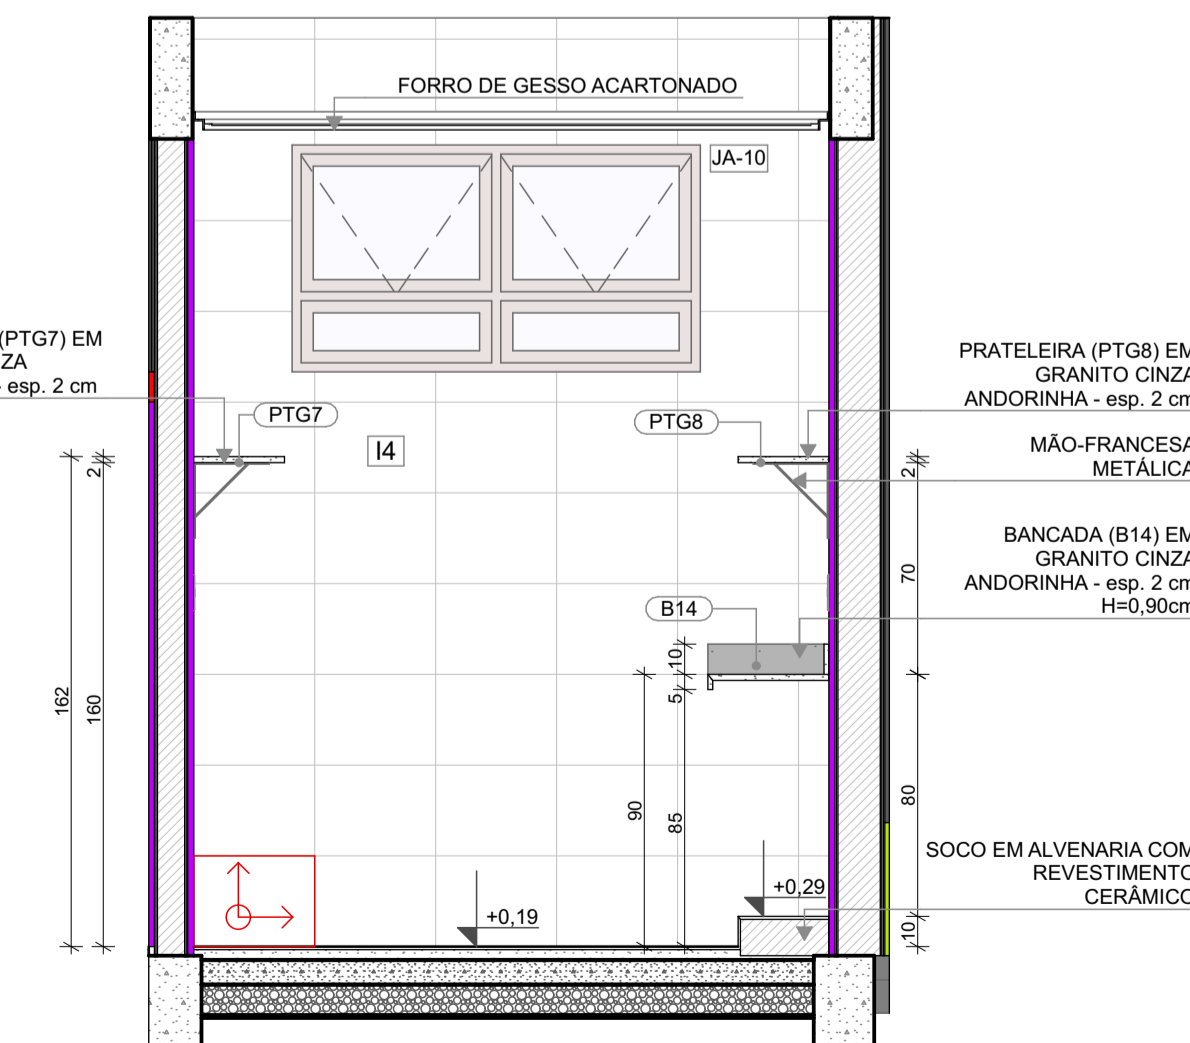 FORRO DE GESSO ACARTONADO
JA-10
(PTG7) EM
ZA
- esp. 2 cm
PTG7
I4
PTG8
PRATELEIRA (PTG8) EM
GRANITO CINZA
ANDORINHA - esp. 2 cm
MÃO-FRANCESA
METÁLICA
2
2
BANCADA (B14) EM
GRANITO CINZA
ANDORINHA - esp. 2 cm
H=0,90cm
70
B14
10
5
162
160
90
85
80
SOCO EM ALVENARIA COM
REVESTIMENTO
CERÂMICO
+0,29
+0,19
10